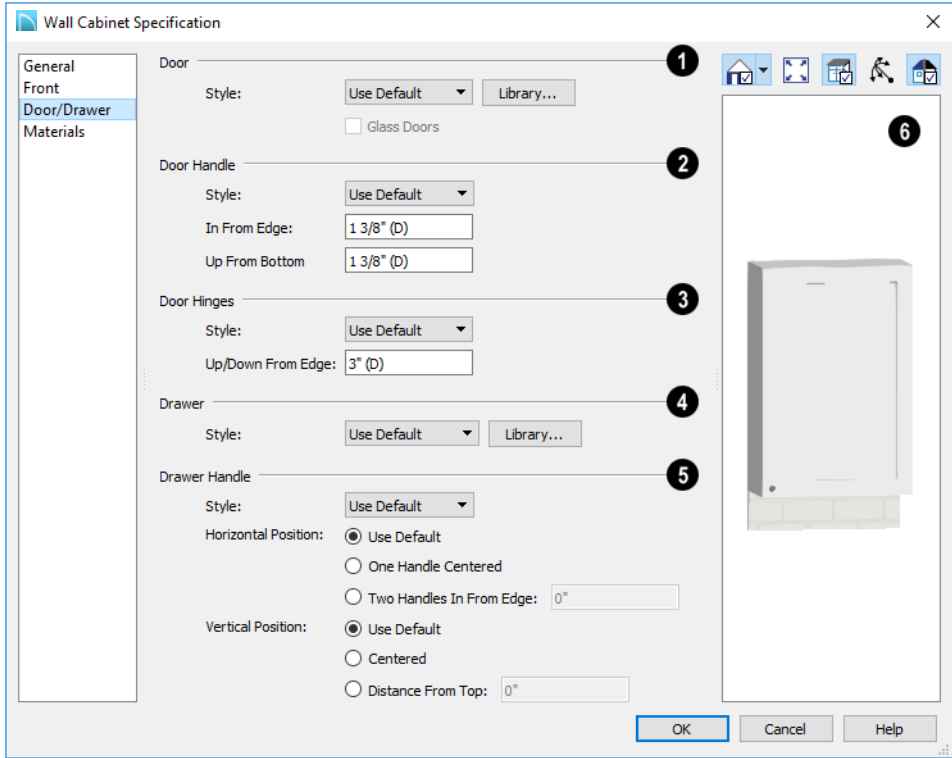 Wall Cabinet Specification
General
Front
Door/Drawer
Materials
Door
1
Style:
Use Default
Library...
Glass Doors
Door Handle
2
Style:
Use Default
In From Edge:
1 3/8" (D)
Up From Bottom
1 3/8" (D)
Door Hinges
3
Style:
Use Default
Up/Down From Edge:
3" (D)
Drawer
4
Style:
Use Default
Library...
Drawer Handle
5
Style:
Use Default
Horizontal Position:
Use Default
One Handle Centered
Two Handles In From Edge:
0"
Vertical Position:
Use Default
Centered
Distance From Top:
0"
6
OK
Cancel
Help